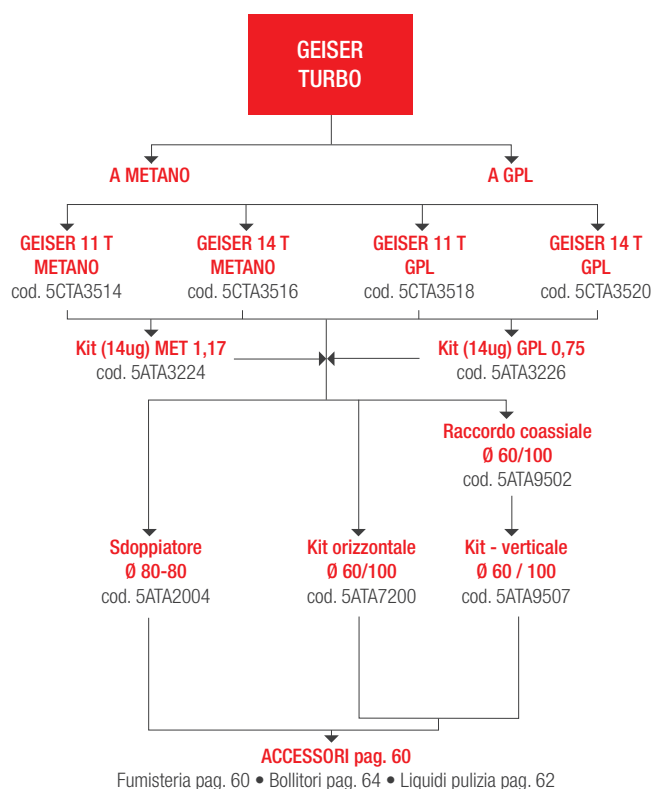 GEISER
TURBO
A METANO
A GPL
GEISER 11 T
METANO
cod. 5CTA3514
GEISER 14 T
METANO
cod. 5CTA3516
GEISER 11 T
GPL
cod. 5CTA3518
GEISER 14 T
GPL
cod. 5CTA3520
Kit (14ug) MET 1,17
cod. 5ATA3224
Kit (14ug) GPL 0,75
cod. 5ATA3226
Raccordo coassiale
Ø 60/100
cod. 5ATA9502
Sdoppiatore
Ø 80-80
cod. 5ATA2004
Kit orizzontale
Ø 60/100
cod. 5ATA7200
Kit - verticale
Ø 60 / 100
cod. 5ATA9507
ACCESSORI pag. 60
Fumisteria pag. 60 • Bollitori pag. 64 • Liquidi pulizia pag. 62